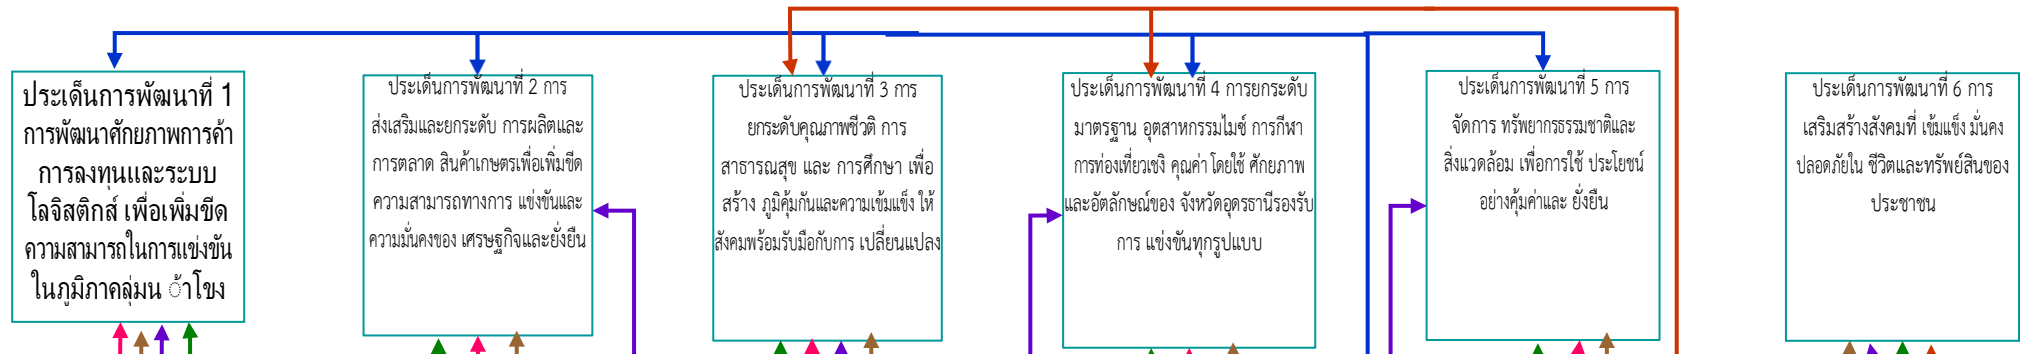 ประเด็นการพัฒนาที่ 1
การพัฒนาศักยภาพการค้า
การลงทุนและระบบ
โลจิสติกส์ เพื่อเพิ่มขีด
ความสามารถในการแข่งขัน
ในภูมิภาคลุ่มน ้าโขง
ประเด็นการพัฒนาที่ 2 การ
ส่งเสริมและยกระดับ การผลิตและ
การตลาด สินค้าเกษตรเพื่อเพิ่มขีด
ความสามารถทางการ แข่งขันและ
ความมั่นคงของ เศรษฐกิจและยั่งยืน
ประเด็นการพัฒนาที่ 3 การ
ยกระดับคุณภาพชีวติ การ
สาธารณสุข และ การศึกษา เพื่อ
สร้าง ภูมิคุ้มกันและความเข้มแข็ง ให้
สังคมพร้อมรับมือกับการ เปลี่ยนแปลง
ประเด็นการพัฒนาที่ 4 การยกระดับ
มาตรฐาน อุตสาหกรรมไมซ์ การกีฬา
การท่องเที่ยวเชิง คุณค่า โดยใช้ ศักยภาพ
และอัตลักษณ์ของ จังหวัดอุดรธานีรองรับ
การ แข่งขันทุกรูปแบบ
ประเด็นการพัฒนาที่ 5 การ
จัดการ ทรัพยากรธรรมชาติและ
สิ่งแวดล้อม เพื่อการใช้ ประโยชน์
อย่างคุ้มค่าและ ยั่งยืน
ประเด็นการพัฒนาที่ 6 การ
เสริมสร้างสังคมที่ เข้มแข็ง มั่นคง
ปลอดภัยใน ชีวิตและทรัพย์สินของ
ประชาชน